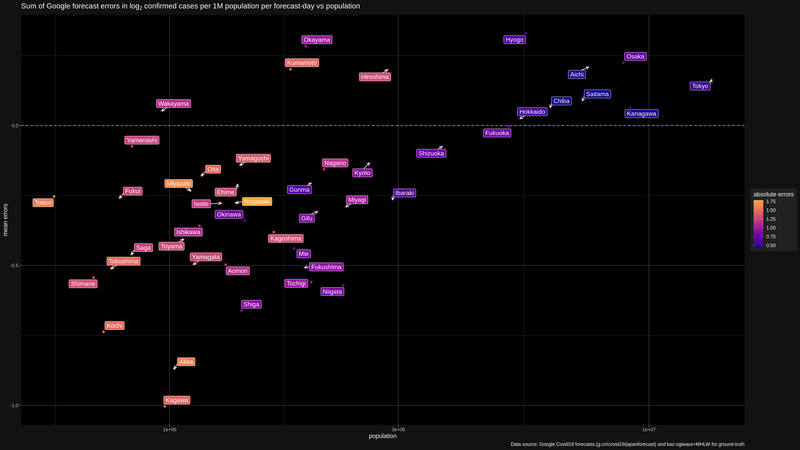 Sum of Google forecast errors in log₂ confirmed cases per 1M population per forecast-day vs population
Okayama
Hyogo
Osaka
Kumamoto
Hiroshima
Aichi
Tokyo
Saitama
Chiba
Wakayama
Hokkaido
Kanagawa
0.0
Fukuoka
Yamanashi
Shizuoka
Yamaguchi
Nagano
Oita
Kyoto
Miyazaki
Gunma
Fukui
Ehime
Ibaraki
Tottori
Iwate
Nagasaki
Miyagi
Okinawa
Gifu
Ishikawa
Kagoshima
Saga
Toyama
Mie
Yamagata
Tokushima
-0.5
Aomori
Fukushima
Shimane
Tochigi
Niigata
Shiga
Kochi
Akita
Kagawa
-1.0
mean errors
1e+06
3e+06
1e+07
population
absolute errors
1.75
1.50
1.25
1.00
0.75
0.50
Data source: Google Covid19 forecasts (g.co/covid19/japanforecast) and kaz-ogiwara+MHLW for ground-truth